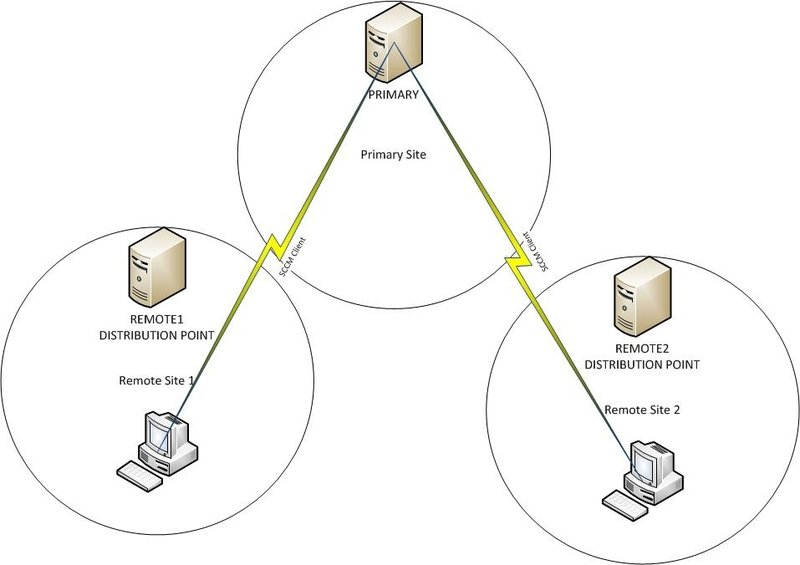 PRIMARY
Primary Site
SCCM Client
SCCM Client
REMOTE1
DISTRIBUTION POINT
Remote Site 1
REMOTE2
DISTRIBUTION POINT
Remote Site 2